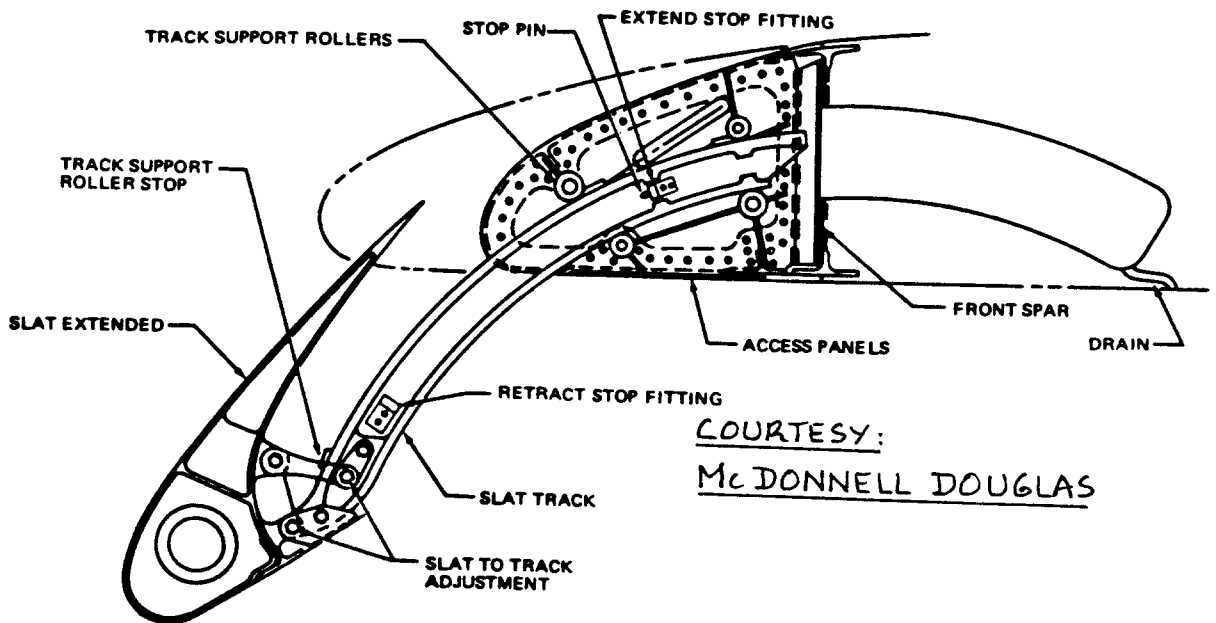 EXTEND STOP FITTING
STOP PIN
TRACK SUPPORT ROLLERS
TRACK SUPPORT
ROLLER STOP
SLAT EXTENDED
FRONT SPAR
DRAIN
ACCESS PANELS
RETRACT STOP FITTING
COURTESY:
McDONNELL DOUGLAS
SLAT TRACK
SLAT TO TRACK
ADJUSTMENT